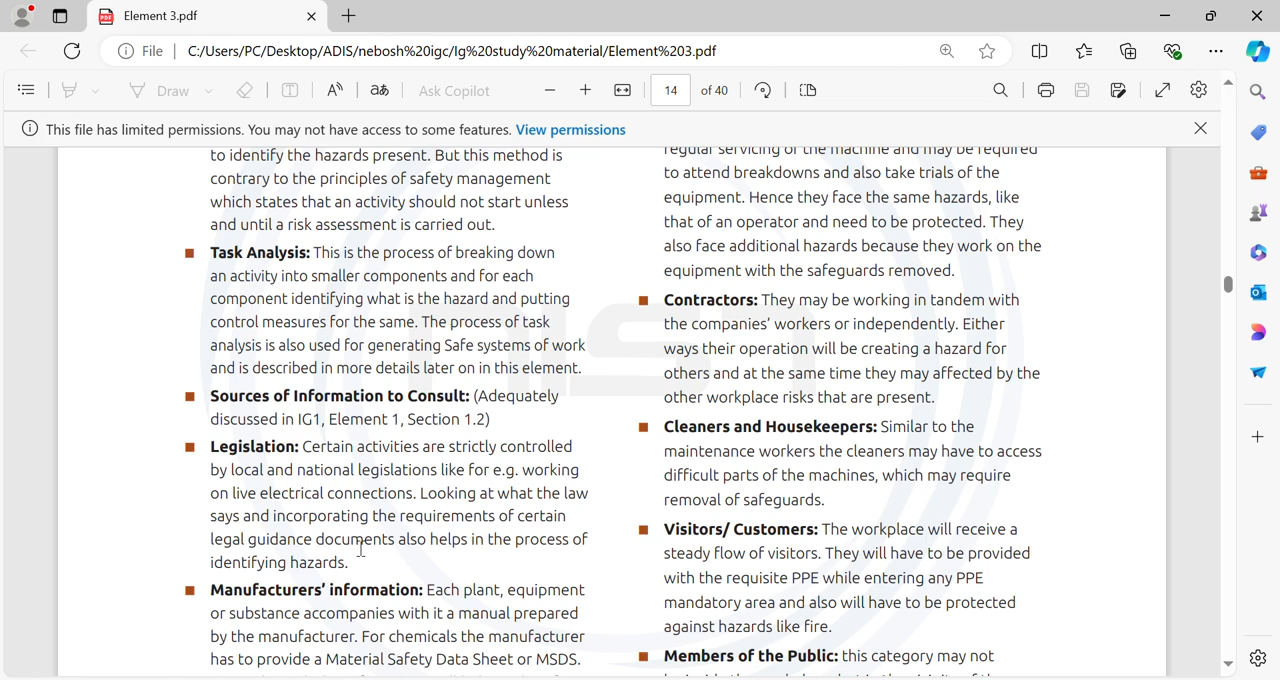 Element 3.pdf
File
C:/Users/PC/Desktop/ADIS/nebosh%20igc/Ig%20study%20material/Element%203.pdf
Draw
Ask Copilot
14
of 40
This file has limited permissions. You may not have access to some features. View permissions
to identify the hazards present. But this method is
contrary to the principles of safety management
which states that an activity should not start unless
and until a risk assessment is carried out.
Task Analysis: This is the process of breaking down
an activity into smaller components and for each
component identifying what is the hazard and putting
control measures for the same. The process of task
analysis is also used for generating Safe systems of work
and is described in more details later on in this element.
Sources of Information to Consult: (Adequately
discussed in IG1, Element 1, Section 1.2)
Legislation: Certain activities are strictly controlled
by local and national legislations like for e.g. working
on live electrical connections. Looking at what the law
says and incorporating the requirements of certain
legal guidance documents also helps in the process of
identifying hazards.
Manufacturers' information: Each plant, equipment
or substance accompanies with it a manual prepared
by the manufacturer. For chemicals the manufacturer
has to provide a Material Safety Data Sheet or MSDS.
regular servicing of the machine and may be required
to attend breakdowns and also take trials of the
equipment. Hence they face the same hazards, like
that of an operator and need to be protected. They
also face additional hazards because they work on the
equipment with the safeguards removed.
Contractors: They may be working in tandem with
the companies' workers or independently. Either
ways their operation will be creating a hazard for
others and at the same time they may affected by the
other workplace risks that are present.
Cleaners and Housekeepers: Similar to the
maintenance workers the cleaners may have to access
difficult parts of the machines, which may require
removal of safeguards.
Visitors/ Customers: The workplace will receive a
steady flow of visitors. They will have to be provided
with the requisite PPE while entering any PPE
mandatory area and also will have to be protected
against hazards like fire.
Members of the Public: this category may not